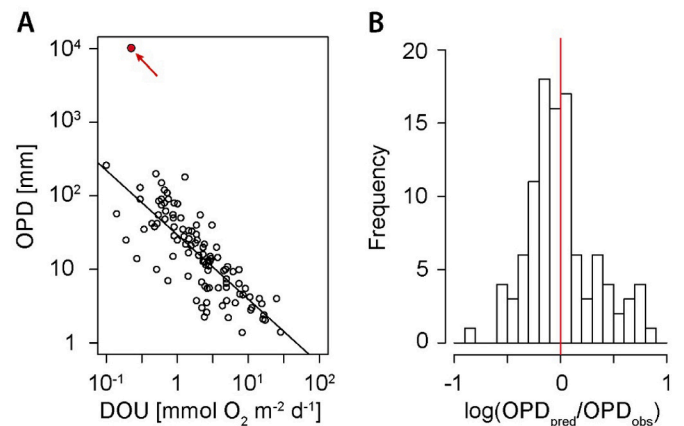 A
B
OPD [mm]
10⁴
10³
10²
10
1
10⁻¹
1
10¹
10²
DOU [mmol O₂ m⁻² d⁻¹]
Frequency
20
15
10
5
0
-1
0
1
log(OPD_pred/OPD_obs)